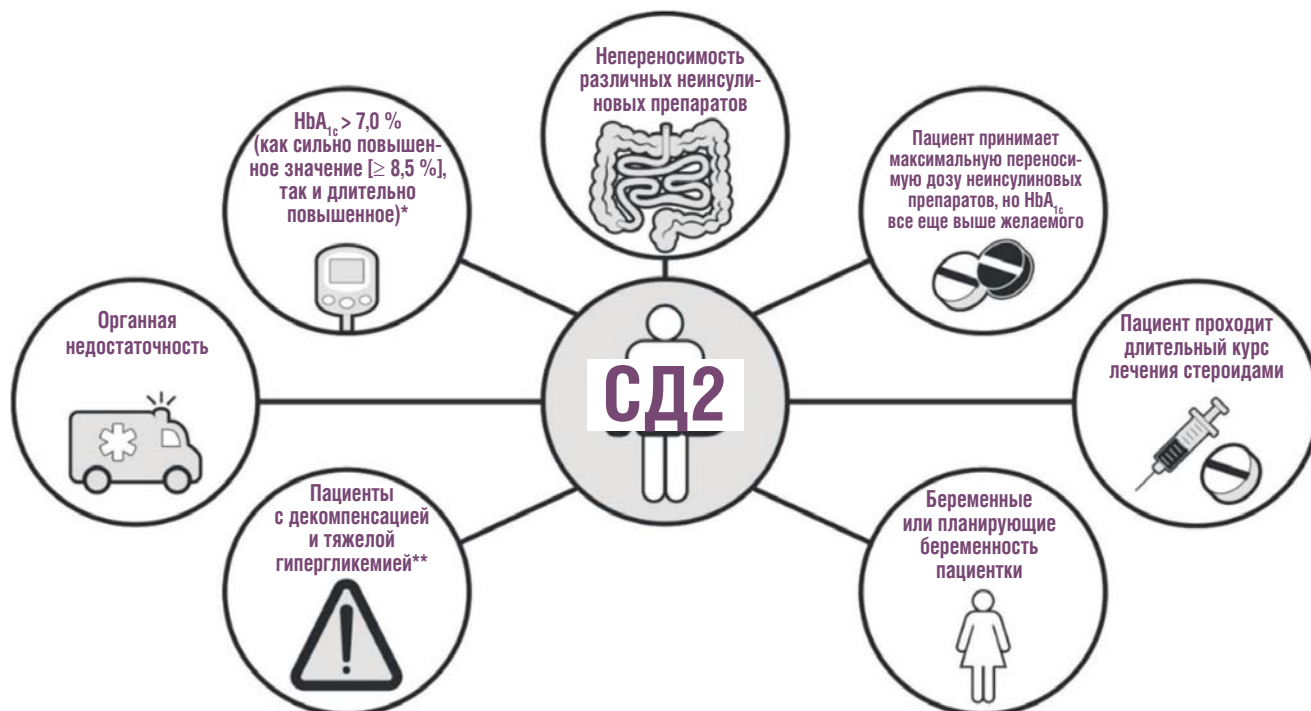 Непереносимость
различных неинсули-
новых препаратов
HbA1c > 7,0 %
(как сильно повышен-
ное значение [≥ 8,5 %],
так и длительно
повышенное)*
Пациент принимает
максимальную переноси-
мую дозу неинсулиновых
препаратов, но HbA1c
все еще выше желаемого
Органная
недостаточность
СД2
Пациент проходит
длительный курс
лечения стероидами
Пациенты
с декомпенсацией
и тяжелой
гипергликемией**
Беременные
или планирующие
беременность
пациентки